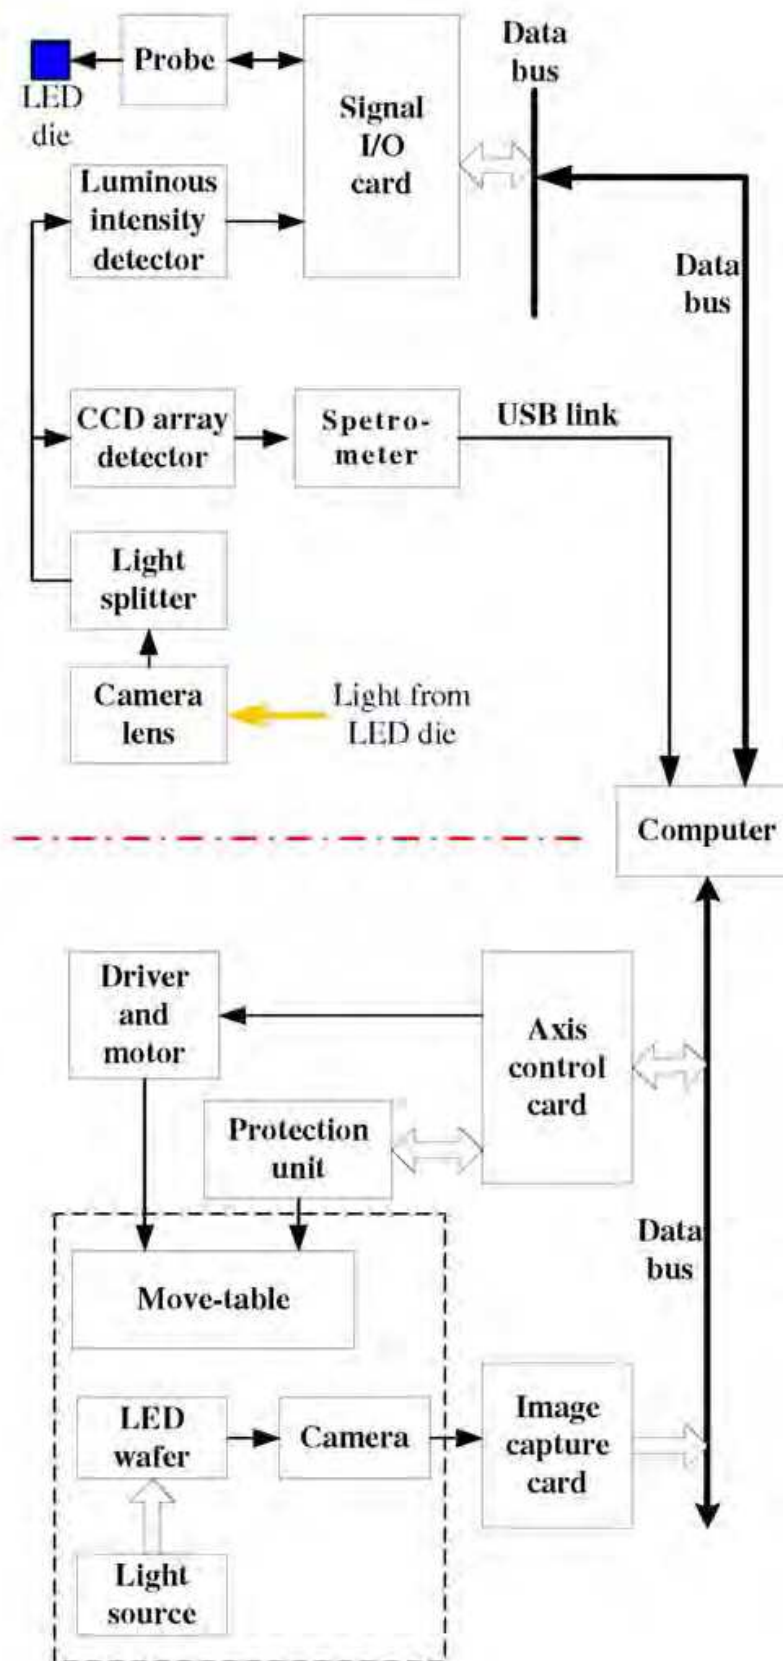 Data
bus
Probe
LED
die
Signal
I/O
card
Luminous
intensity
detector
Data
bus
CCD array
detector
Spetro-
meter
USB link
Light
splitter
Camera
lens
Light from
LED die
Computer
Driver
and
motor
Axis
control
card
Protection
unit
Data
bus
Move-table
LED
wafer
Camera
Image
capture
card
Light
source